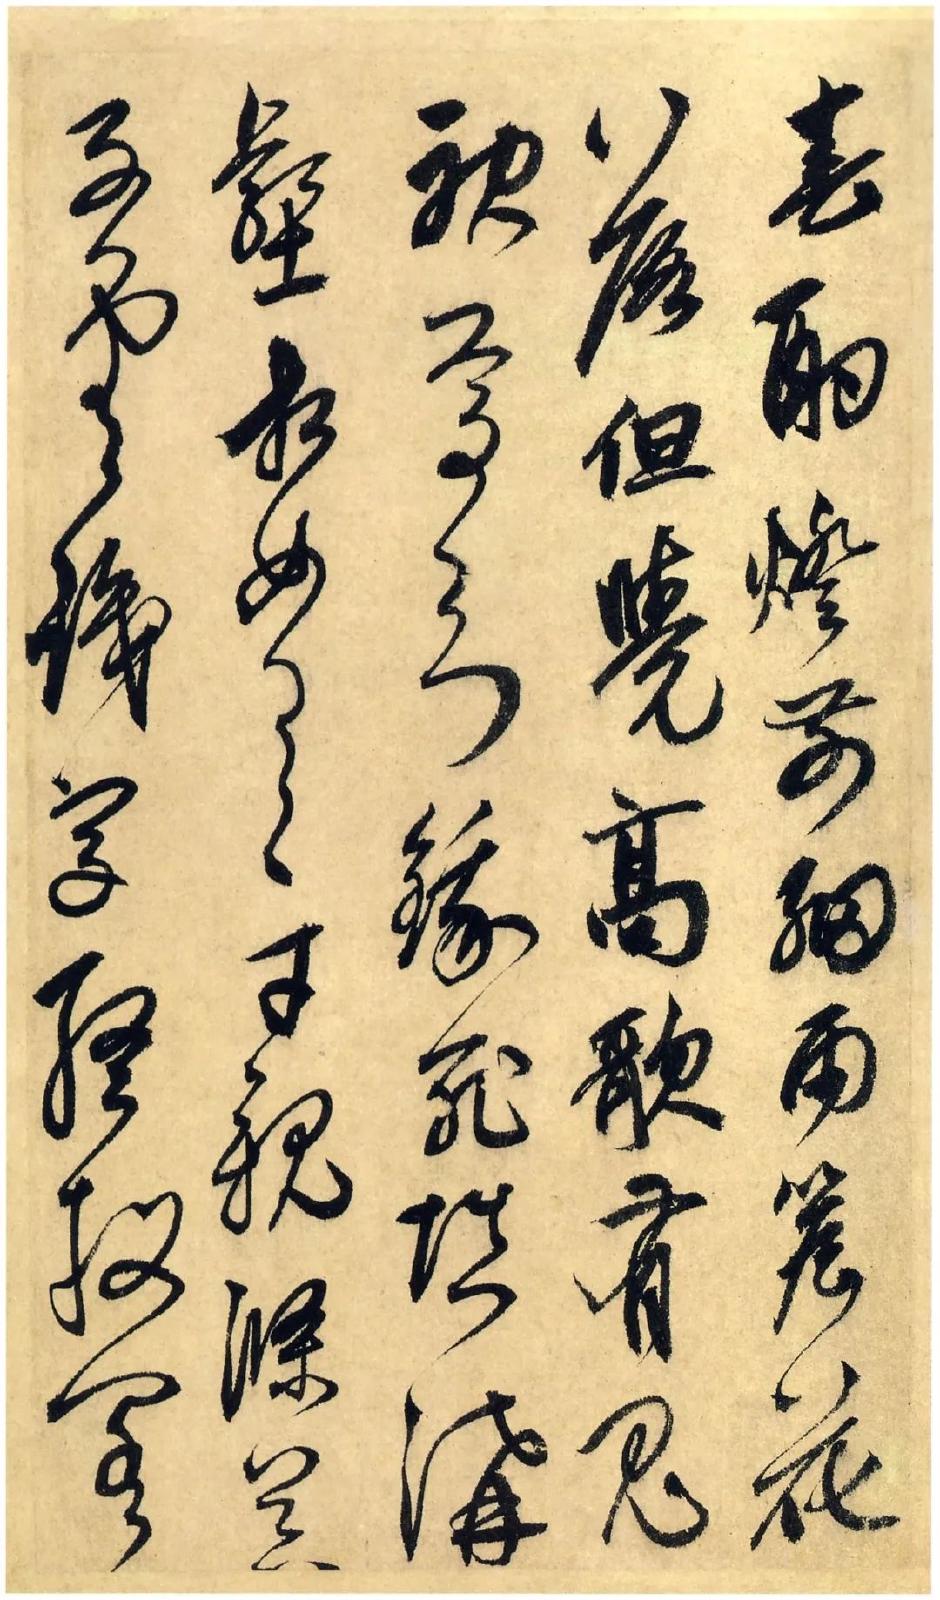 春酌燈前細雨簷花
落但覺高歌有鬼
神焉知餓死填溝
壑相如逸才親滌器
子雲識字終投閣